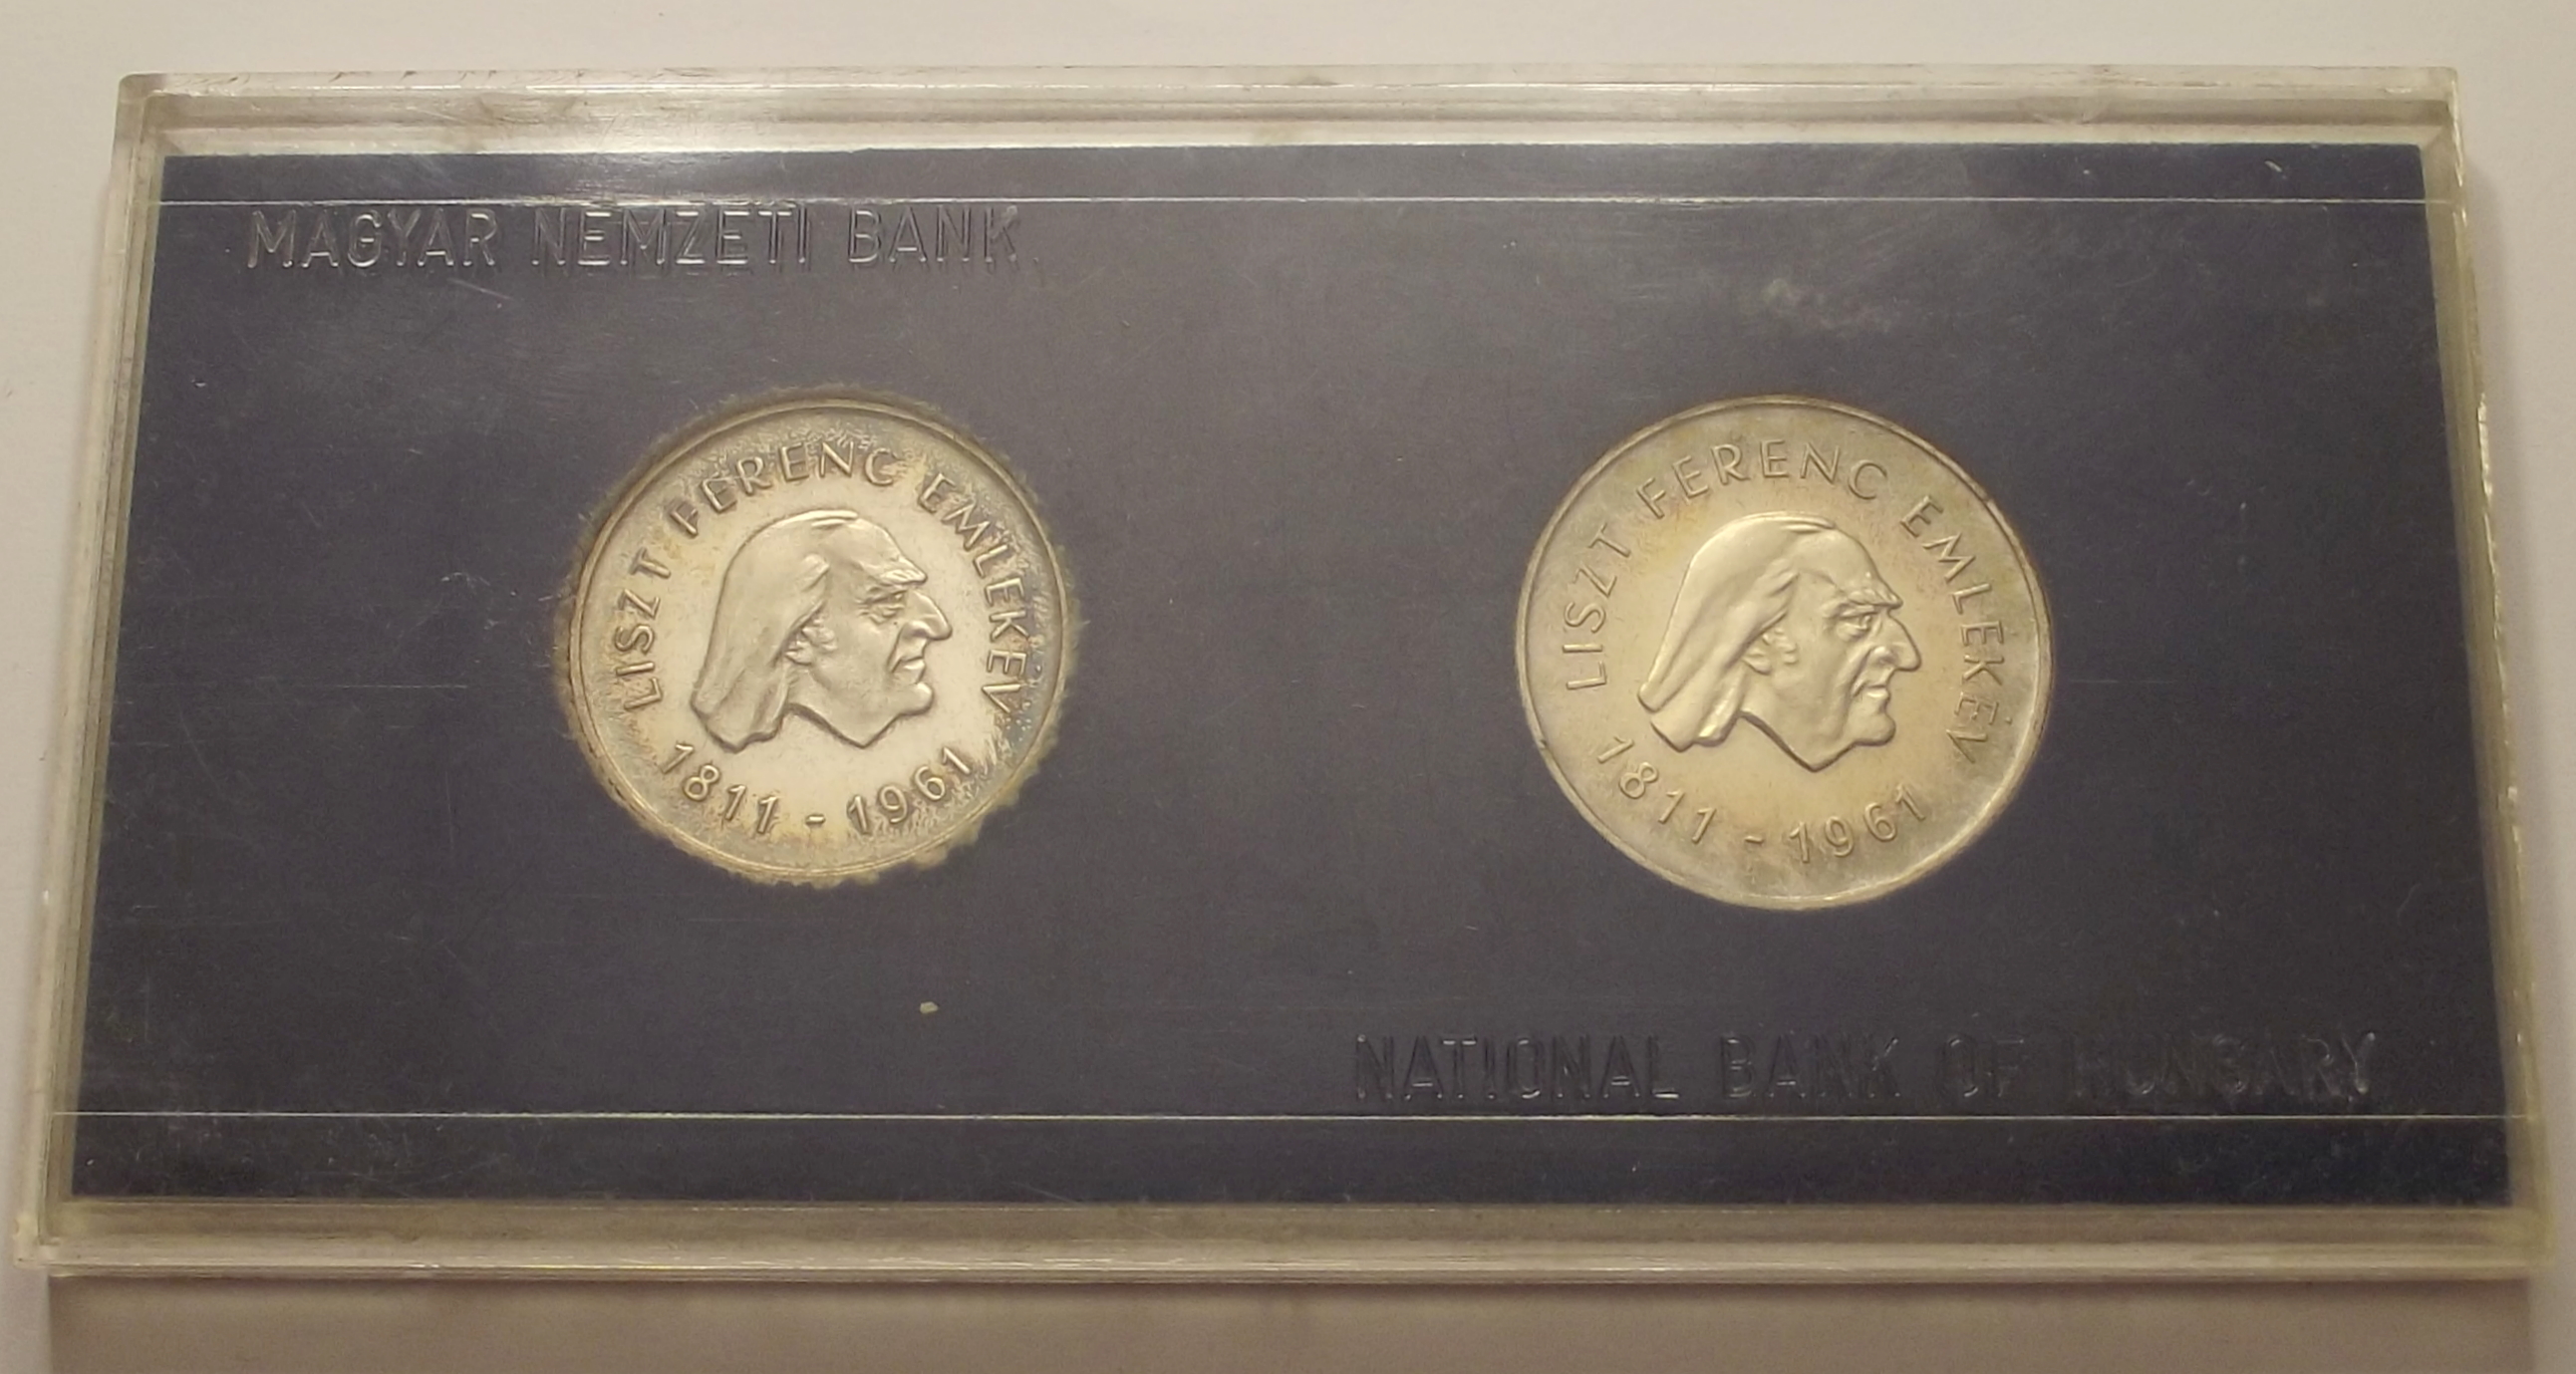 MAGYAR NEMZETI BANK
LISZT FERENC EMLÉKÉV
1811 - 1961
LISZT FERENC EMLÉKÉV
1811 - 1961
NATIONAL BANK OF HUNGARY